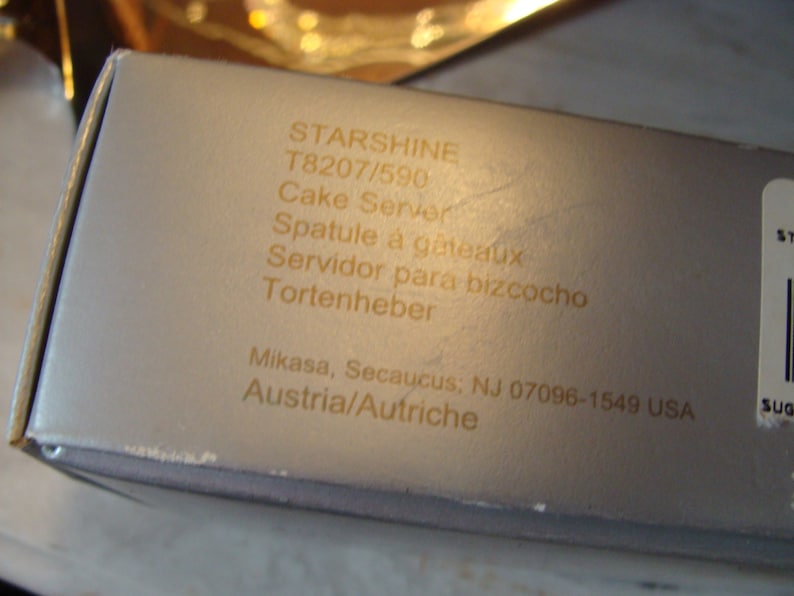 STARSHINE
T8207/590
Cake Server
Spatule à gâteaux
Servidor para bizcocho
Tortenheber
Mikasa, Secaucus, NJ 07096-1549 USA
Austria/Autriche